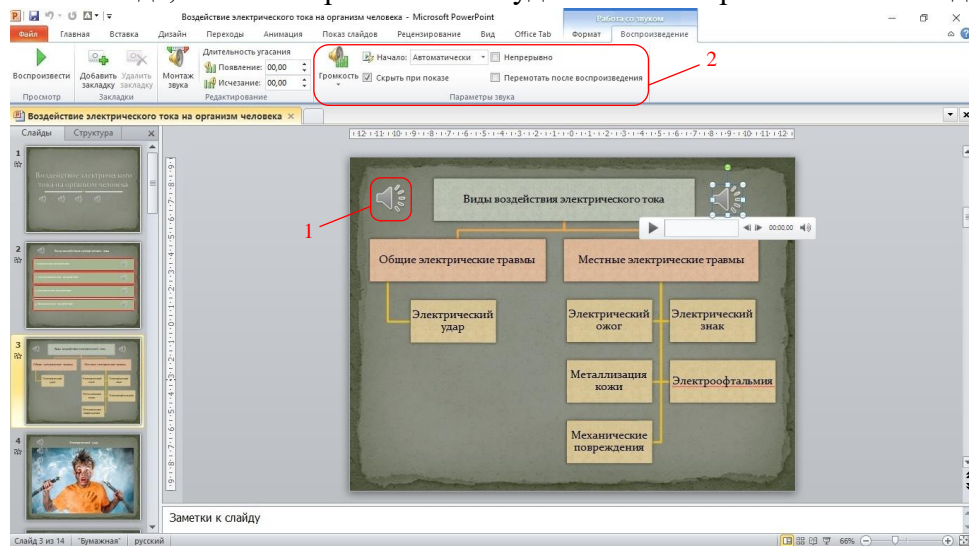 Воздействие электрического тока на организм человека - Microsoft PowerPoint
Работа со звуком
Файл Главная Вставка Дизайн Переходы Анимация Показ слайдов Рецензирование Вид Office Tab Формат Воспроизведение
Воспроизвести
Просмотр
Добавить закладку
Удалить закладку
Закладки
Монтаж звука
Длительность угасания
Появление: 00,00
Исчезание: 00,00
Редактирование
Громкость
Начало: Автоматически
Скрыть при показе
Непрерывно
Перемотать после воспроизведения
Параметры звука
2
Воздействие электрического тока на организм человека
Слайды Структура
1
2
3
4
1
Виды воздействия электрического тока
00:00,00
Общие электрические травмы
Местные электрические травмы
Электрический
удар
Электрический
ожог
Электрический
знак
Металлизация
кожи
Электроофтальмия
Механические
повреждения
Заметки к слайду
Слайд 3 из 14 "Бумажная" русский 66%